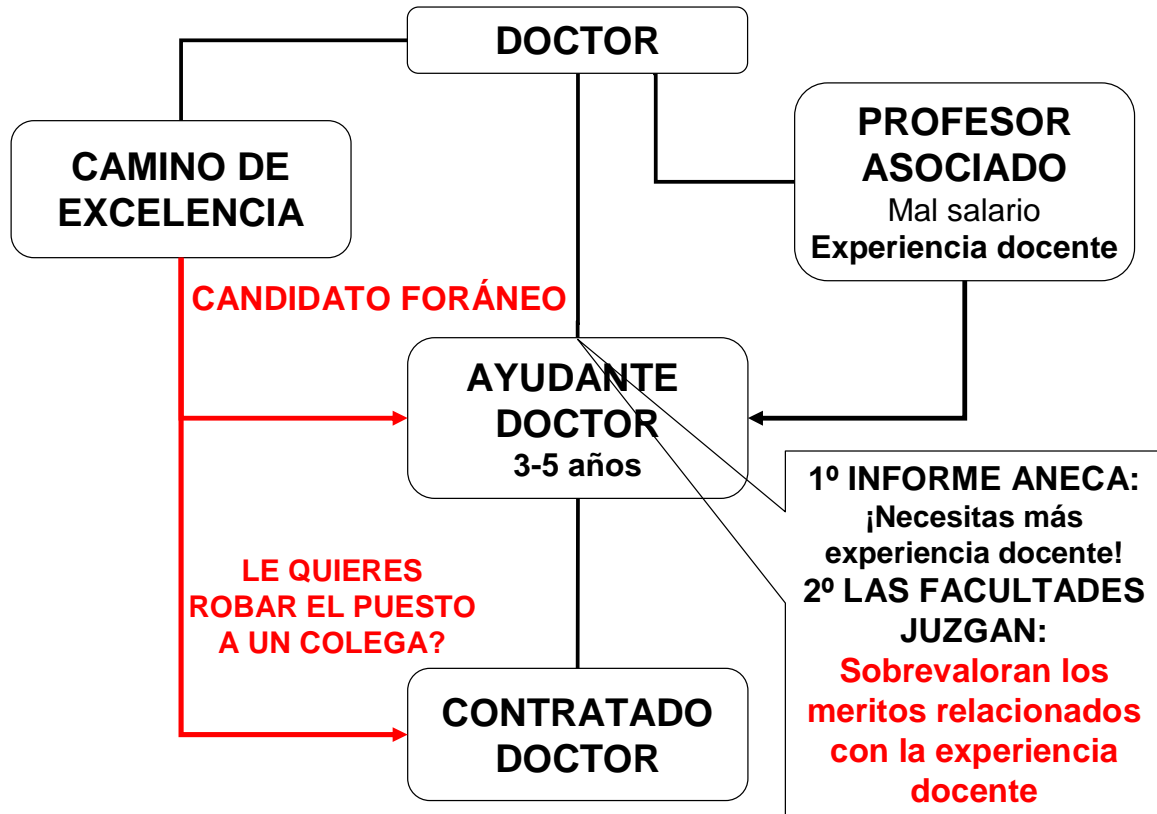 DOCTOR
CAMINO DE
EXCELENCIA
PROFESOR
ASOCIADO
Mal salario
Experiencia docente
CANDIDATO FORÁNEO
AYUDANTE
DOCTOR
3-5 años
1º INFORME ANECA:
¡Necesitas más
experiencia docente!
2º LAS FACULTADES
JUZGAN:
Sobrevaloran los
meritos relacionados
con la experiencia
docente
LE QUIERES
ROBAR EL PUESTO
A UN COLEGA?
CONTRATADO
DOCTOR